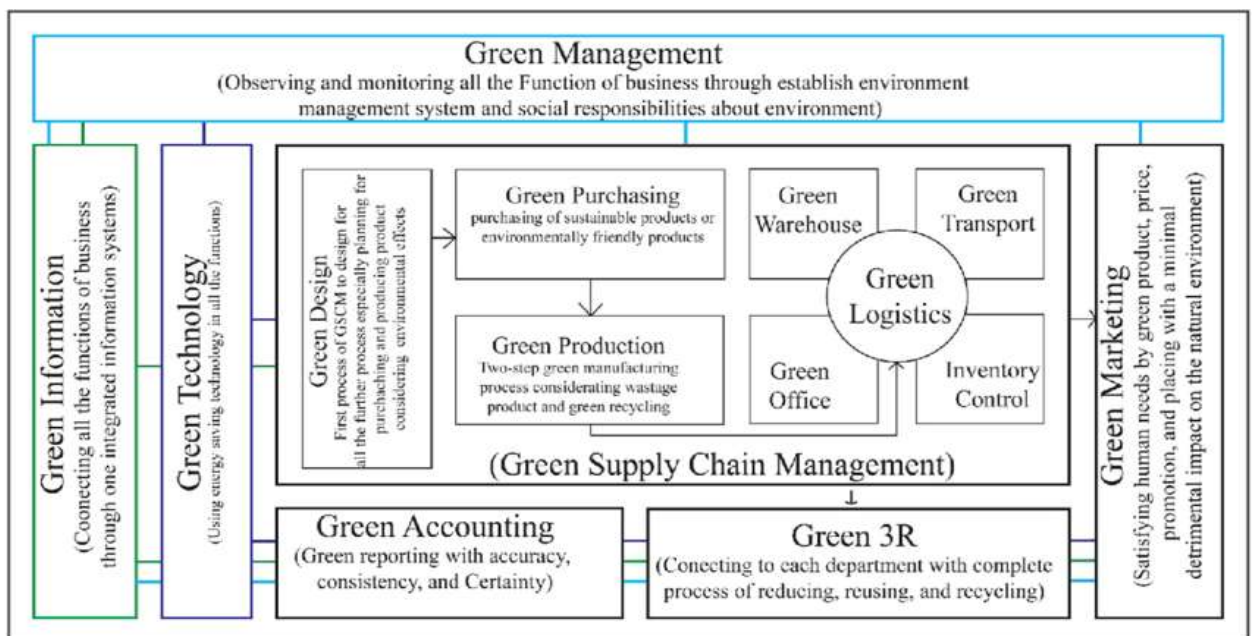 Green Management
(Observing and monitoring all the Function of business through establish environment
management system and social responsibilities about environment)
Green Information
(Coonecting all the functions of business
through one integrated information systems)
Green Technology
(Using energy saving technology in all the functions)
Green Design
First process of GSCM to design for
all the further process especially planning for
purchaching and producing product
considering environmental effects
Green Purchasing
purchasing of sustainable products or
environmentally friendly products
Green Production
Two-step green manufacturing
process considerating wastage
product and green recycling
Green
Warehouse
Green
Transport
Green
Logistics
Green
Office
Inventory
Control
(Green Supply Chain Management)
Green Marketing
(Satisfying human needs by green product, price,
promotion, and placing with a minimal
detrimental impact on the natural environment)
Green Accounting
(Green reporting with accuracy,
consistency, and Certainty)
Green 3R
(Conecting to each department with complete
process of reducing, reusing, and recycling)